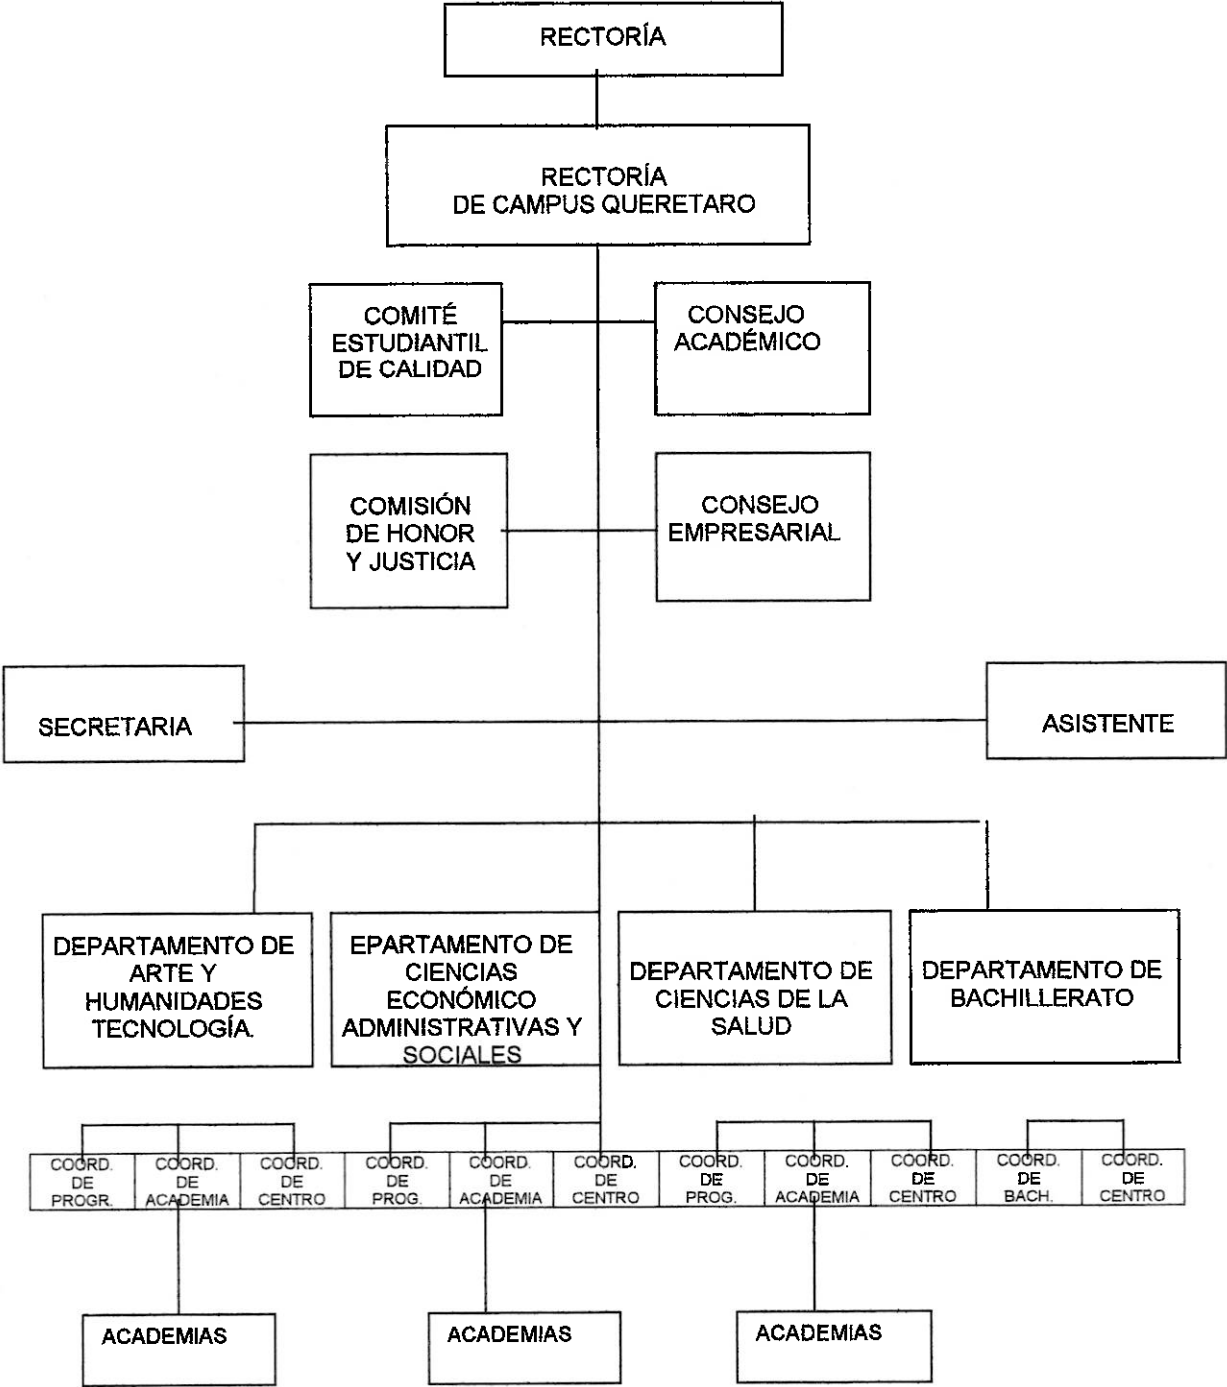 RECTORÍA
RECTORÍA
DE CAMPUS QUERETARO
COMITÉ
ESTUDIANTIL
DE CALIDAD
CONSEJO
ACADÉMICO
COMISIÓN
DE HONOR
Y JUSTICIA
CONSEJO
EMPRESARIAL
SECRETARIA
ASISTENTE
DEPARTAMENTO DE
ARTE Y
HUMANIDADES
TECNOLOGÍA.
EPARTAMENTO DE
CIENCIAS
ECONÓMICO
ADMINISTRATIVAS Y
SOCIALES
DEPARTAMENTO DE
CIENCIAS DE LA
SALUD
DEPARTAMENTO DE
BACHILLERATO
COORD.
DE
PROGR.
COORD.
DE
ACADEMIA
COORD.
DE
CENTRO
COORD.
DE
PROG.
COORD.
DE
ACADEMIA
COORD.
DE
CENTRO
COORD.
DE
PROG.
COORD.
DE
ACADEMIA
COORD.
DE
CENTRO
COORD.
DE
BACH.
COORD.
DE
CENTRO
ACADEMIAS
ACADEMIAS
ACADEMIAS